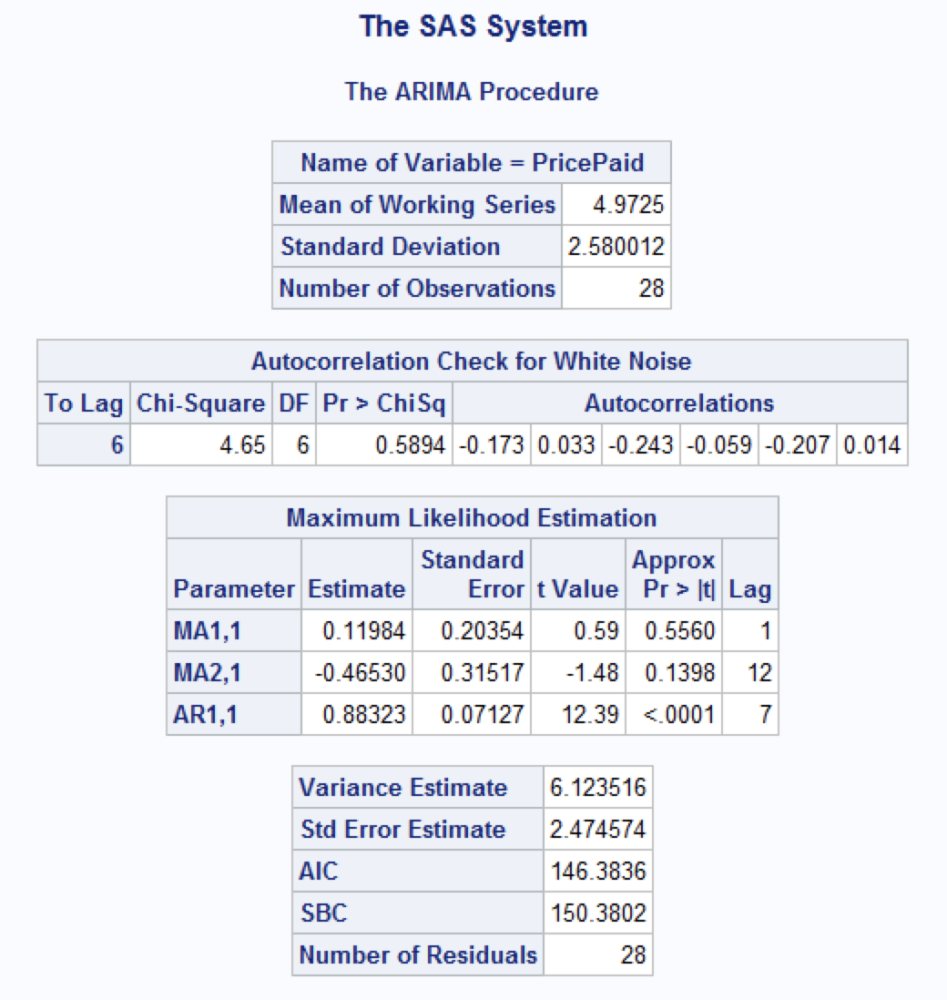 The SAS System
The ARIMA Procedure
Name of Variable = PricePaid
Mean of Working Series 4.9725
Standard Deviation 2.580012
Number of Observations 28
Autocorrelation Check for White Noise
To Lag Chi-Square DF Pr > ChiSq Autocorrelations
6 4.65 6 0.5894 -0.173 0.033 -0.243 -0.059 -0.207 0.014
Maximum Likelihood Estimation
Parameter Estimate Standard Error t Value Approx Pr > |t| Lag
MA1,1 0.11984 0.20354 0.59 0.5560 1
MA2,1 -0.46530 0.31517 -1.48 0.1398 12
AR1,1 0.88323 0.07127 12.39 <.0001 7
Variance Estimate 6.123516
Std Error Estimate 2.474574
AIC 146.3836
SBC 150.3802
Number of Residuals 28